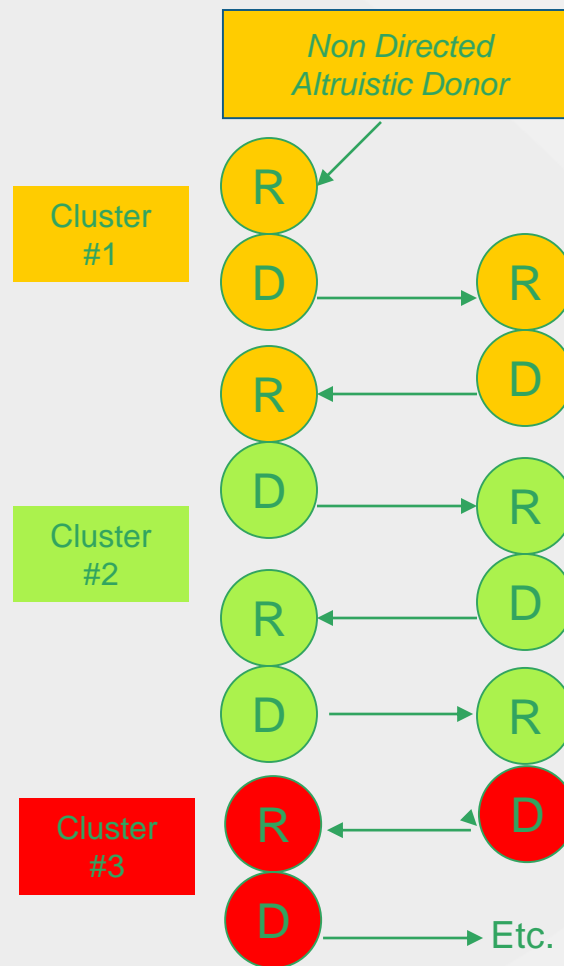 Non Directed
Altruistic Donor
R
Cluster
#1
D
R
R
D
D
R
Cluster
#2
R
D
D
R
R
D
Cluster
#3
D
Etc.